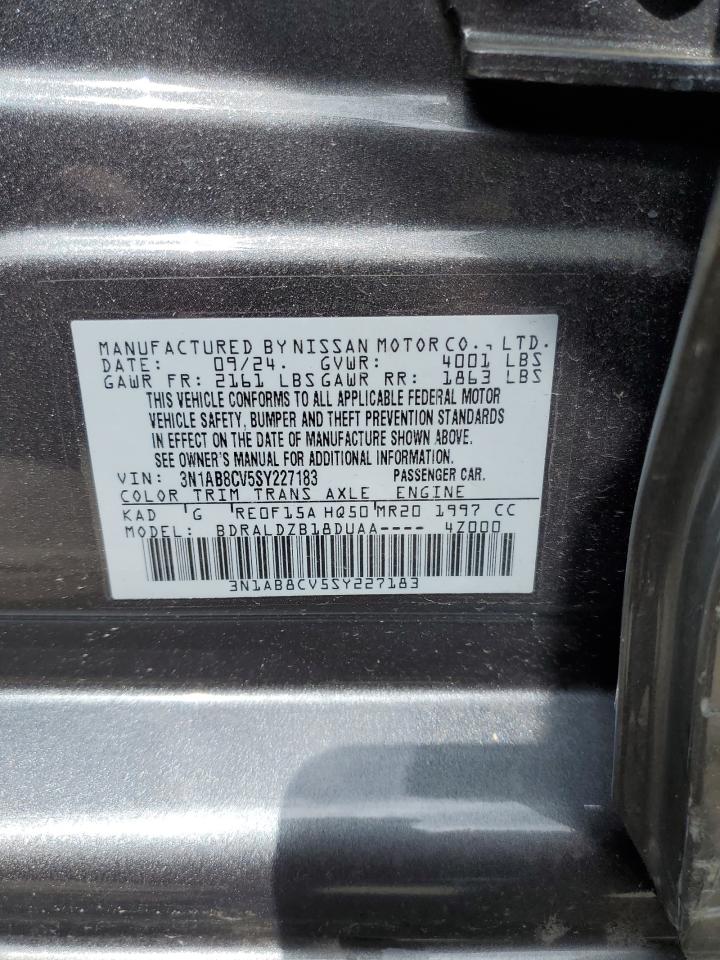 MANUFACTURED BY NISSAN MOTOR CO., LTD.
DATE: 09/24. GVWR: 4001 LBS
GAWR FR: 2161 LBS GAWR RR: 1863 LBS
THIS VEHICLE CONFORMS TO ALL APPLICABLE FEDERAL MOTOR
VEHICLE SAFETY, BUMPER AND THEFT PREVENTION STANDARDS
IN EFFECT ON THE DATE OF MANUFACTURE SHOWN ABOVE.
SEE OWNER'S MANUAL FOR ADDITIONAL INFORMATION.
VIN: 3N1AB8CV5SY227183 PASSENGER CAR.
COLOR TRIM TRANS AXLE ENGINE
KAD G RE0F15A HQ50 MR20 1997 CC
MODEL: BDRALDZB18DUAA---- 4Z000
3N1AB8CV5SY227183